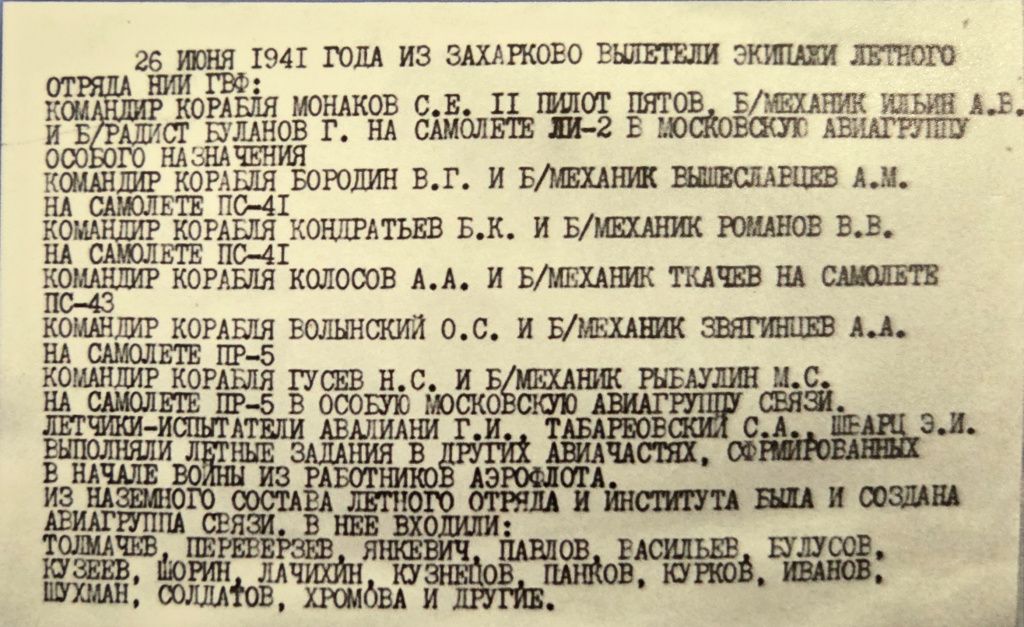 26 ИЮНЯ 1941 ГОДА ИЗ ЗАХАРКОВО ВЫЛЕТЕЛИ ЭКИПАЖИ ЛЕТНОГО
ОТРЯДА НИИ ГВФ:
КОМАНДИР КОРАБЛЯ МОНАКОВ С.Е. II ПИЛОТ ПЯТОВ, Б/МЕХАНИК ИЛЬИН А.В.
И Б/РАДИСТ БУЛАНОВ Г. НА САМОЛЕТЕ ЛИ-2 В МОСКОВСКУЮ АВИАГРУППУ
ОСОБОГО НАЗНАЧЕНИЯ
КОМАНДИР КОРАБЛЯ БОРОДИН В.Г. И Б/МЕХАНИК ВЫШЕСЛАВЦЕВ А.М.
НА САМОЛЕТЕ ПС-41
КОМАНДИР КОРАБЛЯ КОНДРАТЬЕВ Б.К. И Б/МЕХАНИК РОМАНОВ В.В.
НА САМОЛЕТЕ ПС-41
КОМАНДИР КОРАБЛЯ КОЛОСОВ А.А. И Б/МЕХАНИК ТКАЧЕВ НА САМОЛЕТЕ
ПС-43
КОМАНДИР КОРАБЛЯ ВОЛЫНСКИЙ О.С. И Б/МЕХАНИК ЗВЯГИНЦЕВ А.А.
НА САМОЛЕТЕ ПР-5
КОМАНДИР КОРАБЛЯ ГУСЕВ Н.С. И Б/МЕХАНИК РЫБАУЛИН М.С.
НА САМОЛЕТЕ ПР-5 В ОСОБУЮ МОСКОВСКУЮ АВИАГРУППУ СВЯЗИ.
ЛЕТЧИКИ-ИСПЫТАТЕЛИ АВАЛИАНИ Г.И., ТАБАРЕОВСКИЙ С.А., ШВАРЦ Э.И.
ВЫПОЛНЯЛИ ЛЕТНЫЕ ЗАДАНИЯ В ДРУГИХ АВИАЧАСТЯХ, СФРМИРОВАННЫХ
В НАЧАЛЕ ВОЙНЫ ИЗ РАБОТНИКОВ АЭРОФЛОТА.
ИЗ НАЗЕМНОГО СОСТАВА ЛЕТНОГО ОТРЯДА И ИНСТИТУТА БЫЛА И СОЗДАНА
АВИАГРУППА СВЯЗИ. В НЕЕ ВХОДИЛИ:
ТОЛМАЧЕВ, ПЕРЕВЕРЗЕВ, ЯНКЕВИЧ, ПАВЛОВ, ВАСИЛЬЕВ, БУЛУСОВ,
КУЗЕЕВ, ШОРИН, ЛАЧИХИН, КУЗНЕЦОВ, ПАНКОВ, КУРКОВ, ИВАНОВ,
ШУХМАН, СОЛДАТОВ, ХРОМОВА И ДРУГИЕ.